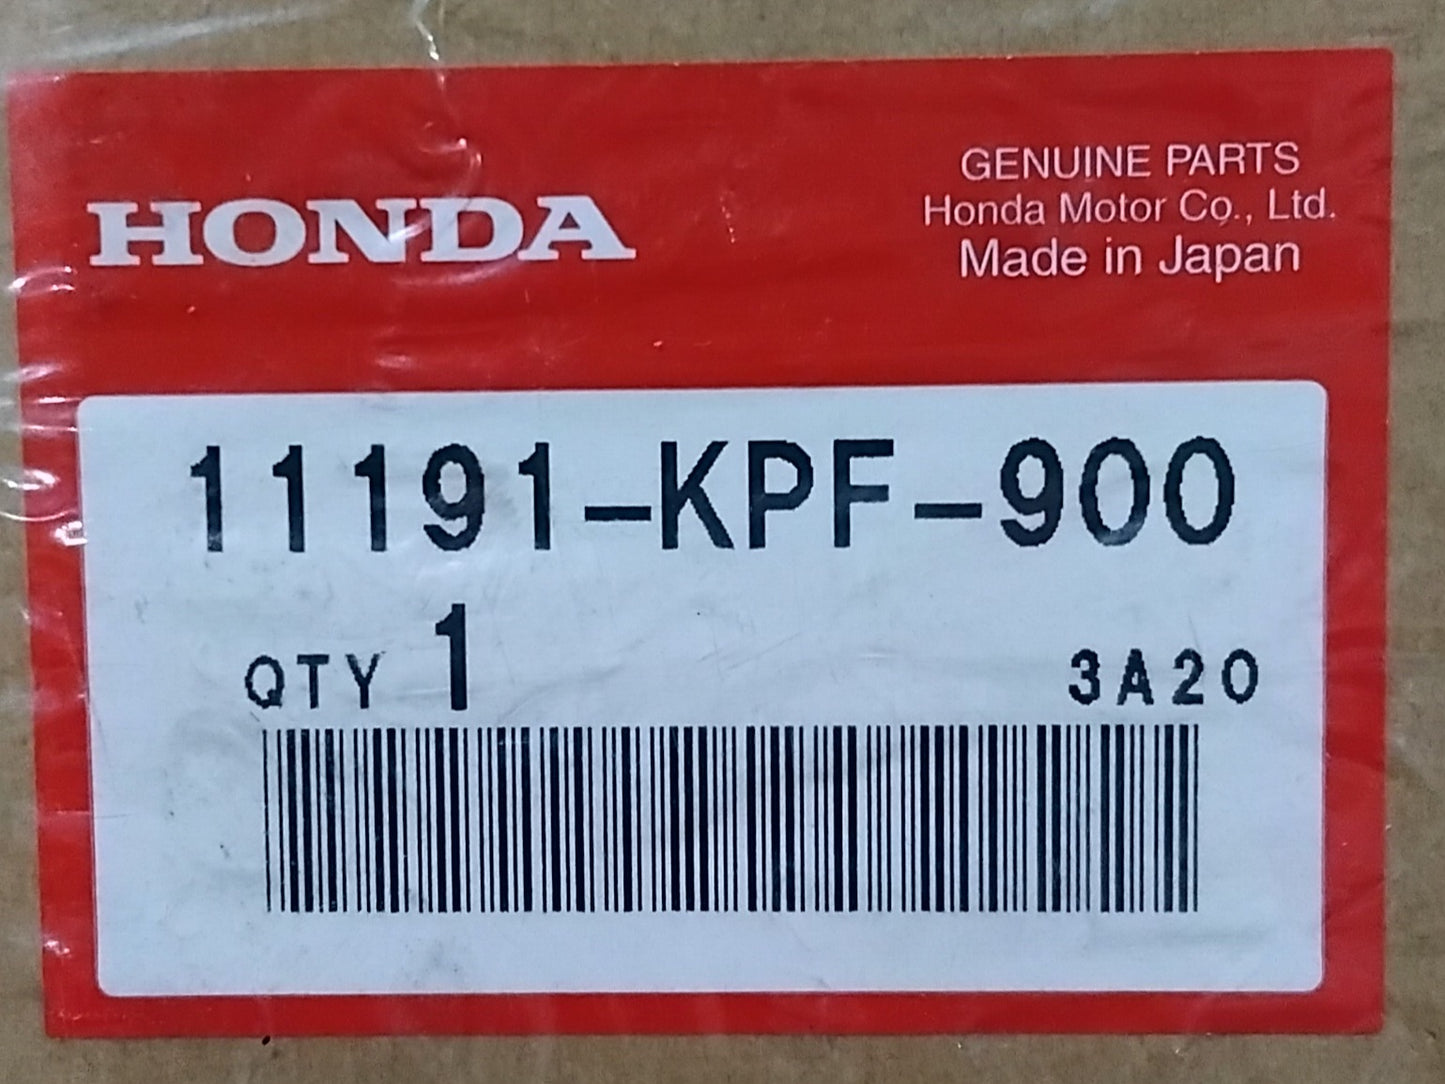 HONDA
GENUINE PARTS
Honda Motor Co., Ltd.
Made in Japan
11191-KPF-900
QTY 1
3A20